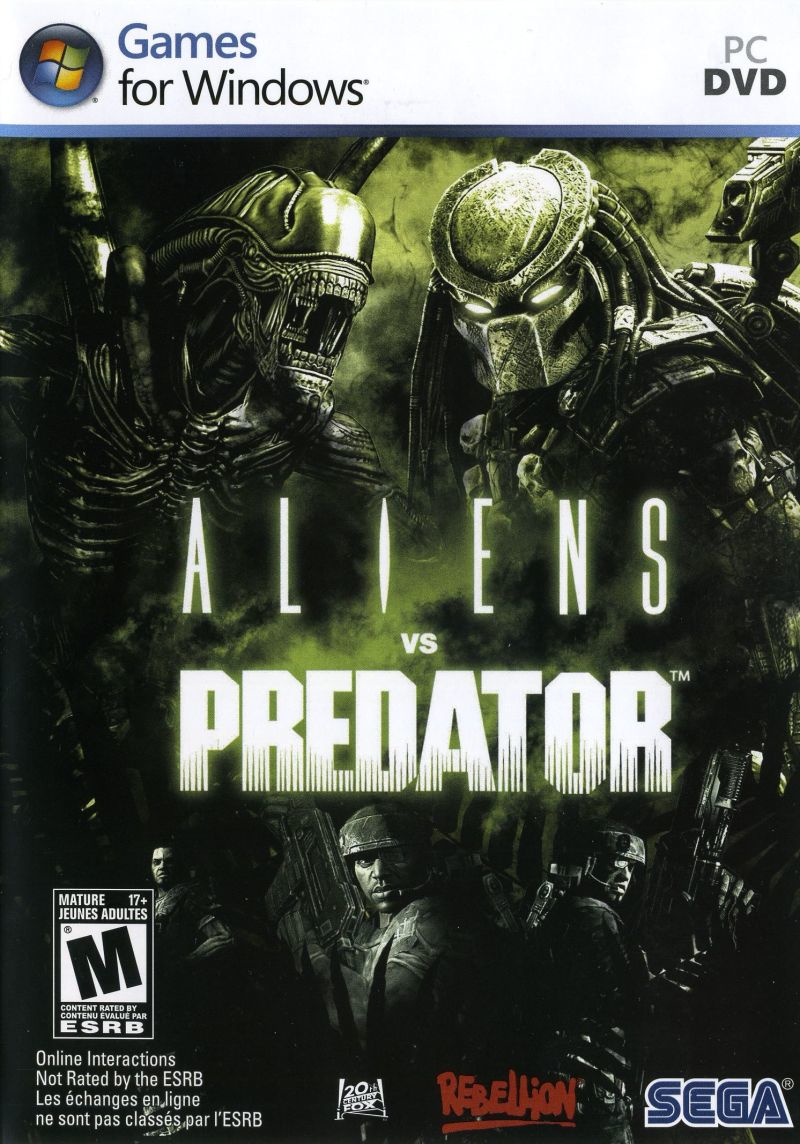 Games
for Windows®
PC
DVD
ALIENS
VS
PREDATOR™
MATURE 17+
JEUNES ADULTES
®
M
CONTENT RATED BY
CONTENU ÉVALUÉ PAR
ESRB
Online Interactions
Not Rated by the ESRB
Les échanges en ligne
ne sont pas classés par l'ESRB
20th
CENTURY
FOX
REBELLION®
SEGA®